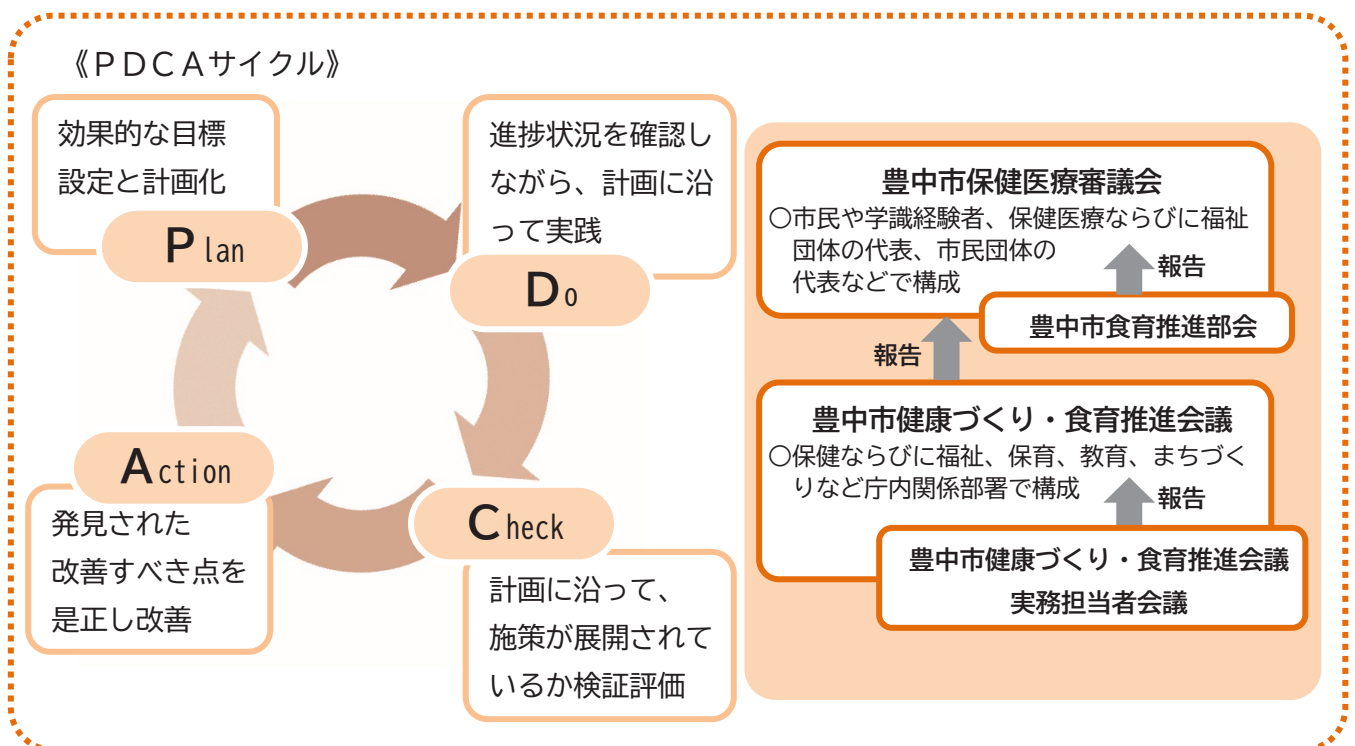 《ＰＤＣＡサイクル》
効果的な目標
設定と計画化
Plan
進捗状況を確認し
ながら、計画に沿
って実践
Do
Action
発見された
改善すべき点を
是正し改善
Check
計画に沿って、
施策が展開されて
いるか検証評価
豊中市保健医療審議会
○市民や学識経験者、保健医療ならびに福祉
団体の代表、市民団体の
代表などで構成
報告
豊中市食育推進部会
報告
豊中市健康づくり・食育推進会議
○保健ならびに福祉、保育、教育、まちづく
りなど庁内関係部署で構成
報告
豊中市健康づくり・食育推進会議
実務担当者会議